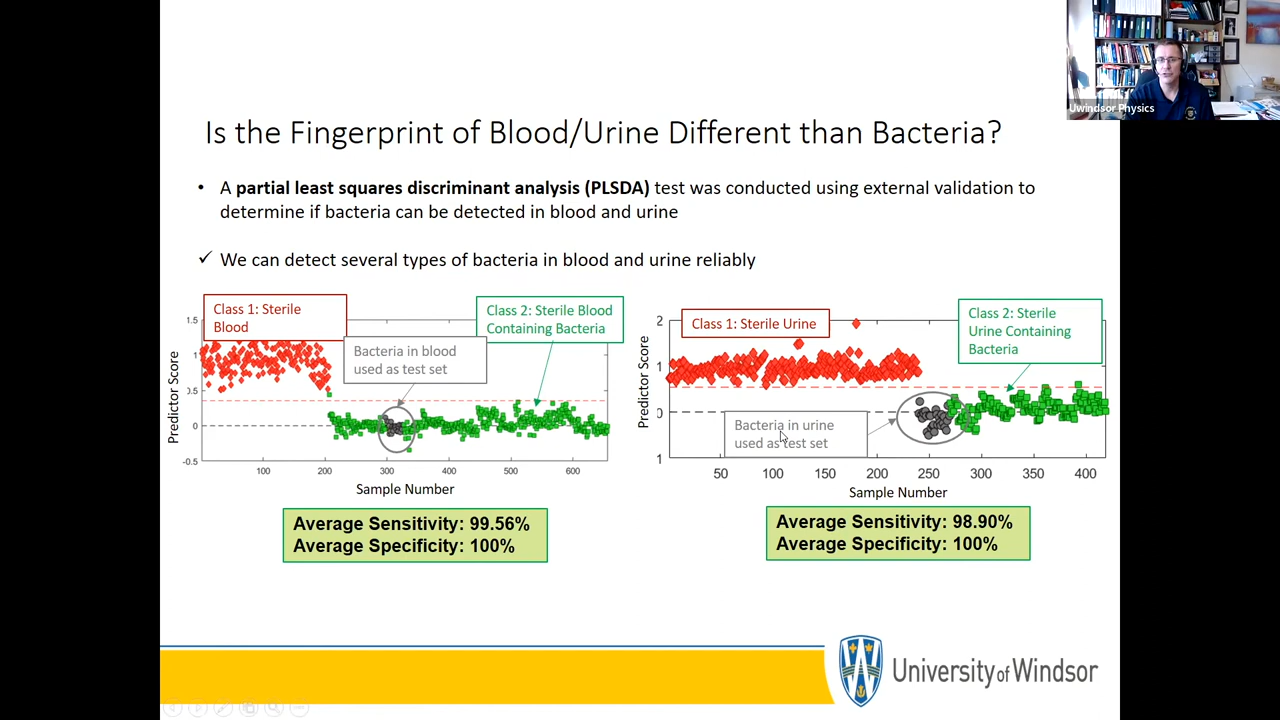 Uwindsor Physics
Is the Fingerprint of Blood/Urine Different than Bacteria?
• A partial least squares discriminant analysis (PLSDA) test was conducted using external validation to
determine if bacteria can be detected in blood and urine
✓ We can detect several types of bacteria in blood and urine reliably
Class 1: Sterile
Blood
Class 2: Sterile Blood
Containing Bacteria
Bacteria in blood
used as test set
Predictor Score
1.5
1
0.5
0
-0.5
100
200
300
400
500
600
Sample Number
Average Sensitivity: 99.56%
Average Specificity: 100%
Class 1: Sterile Urine
Class 2: Sterile
Urine Containing
Bacteria
Bacteria in urine
used as test set
Predictor Score
2
1
0
1
50
100
150
200
250
300
350
400
Sample Number
Average Sensitivity: 98.90%
Average Specificity: 100%
University of Windsor